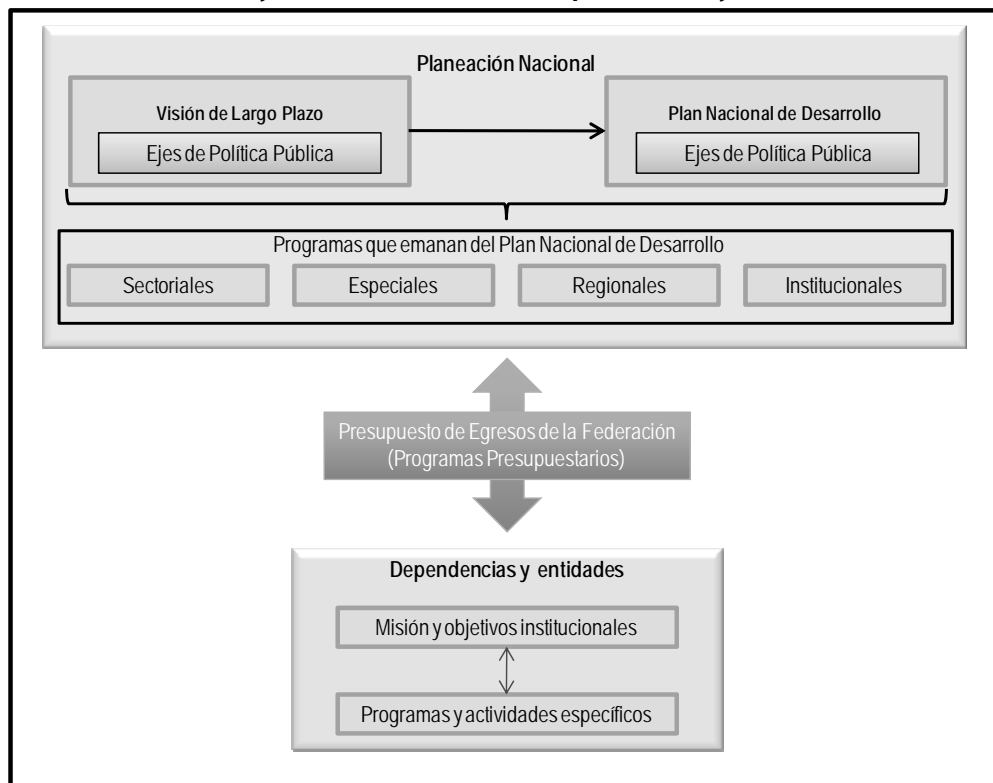 Planeación Nacional
Visión de Largo Plazo
Ejes de Política Pública
Plan Nacional de Desarrollo
Ejes de Política Pública
Programas que emanan del Plan Nacional de Desarrollo
Sectoriales
Especiales
Regionales
Institucionales
Presupuesto de Egresos de la Federación
(Programas Presupuestarios)
Dependencias y entidades
Misión y objetivos institucionales
Programas y actividades específicos